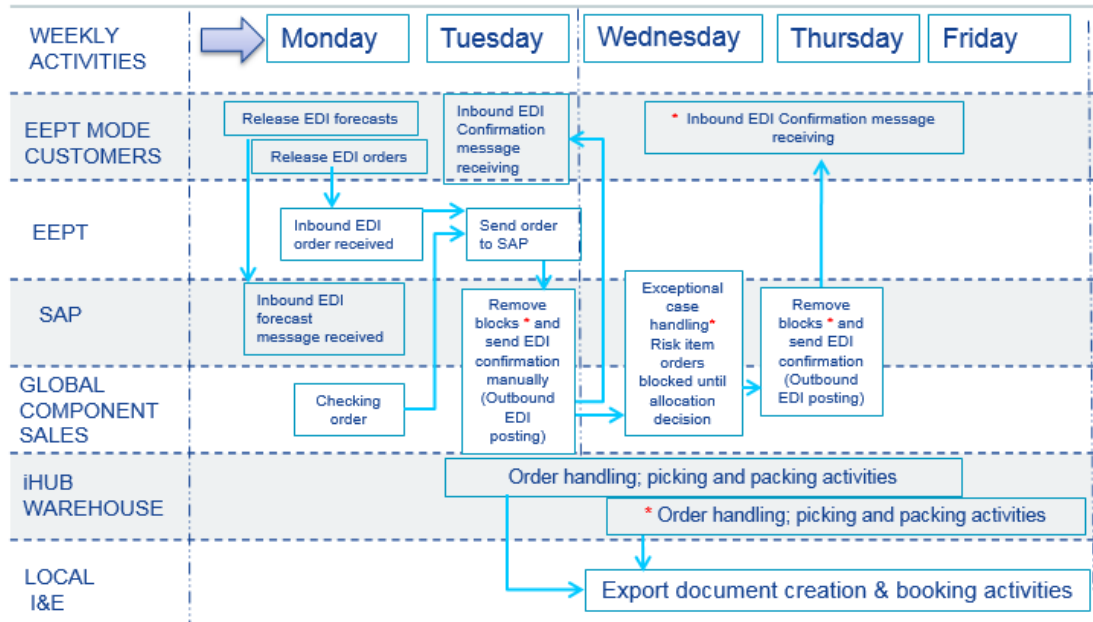 WEEKLY
ACTIVITIES
Monday
Tuesday
Wednesday
Thursday
Friday
EEPT MODE
CUSTOMERS
Release EDI forecasts
Release EDI orders
Inbound EDI
Confirmation
message
receiving
* Inbound EDI Confirmation message
receiving
EEPT
Inbound EDI
order received
Send order
to SAP
SAP
Inbound EDI
forecast
message received
Remove
blocks * and
send EDI
confirmation
manually
(Outbound
EDI
posting)
Exceptional
case
handling*
Risk item
orders
blocked until
allocation
decision
Remove
blocks * and
send EDI
confirmation
(Outbound
EDI posting)
GLOBAL
COMPONENT
SALES
Checking
order
iHUB
WAREHOUSE
Order handling; picking and packing activities
* Order handling; picking and packing activities
LOCAL
I&E
Export document creation & booking activities